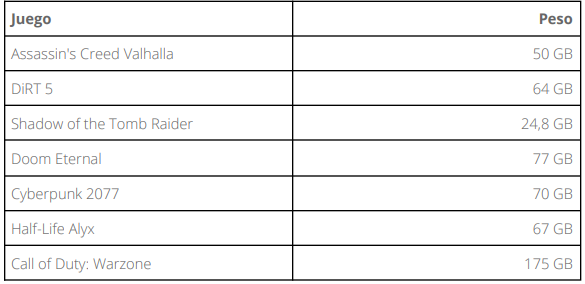 Juego Peso
Assassin's Creed Valhalla 50 GB
DiRT 5 64 GB
Shadow of the Tomb Raider 24,8 GB
Doom Eternal 77 GB
Cyberpunk 2077 70 GB
Half-Life Alyx 67 GB
Call of Duty: Warzone 175 GB